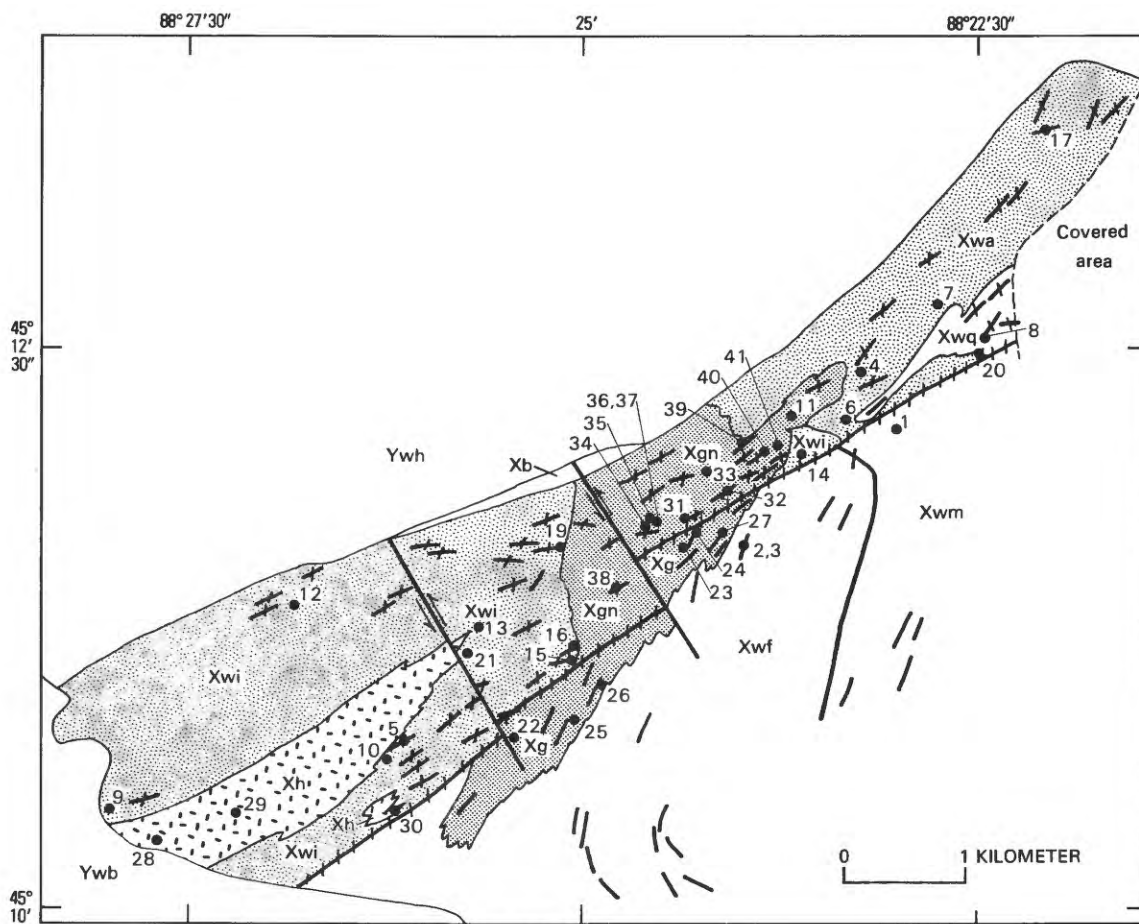 88°27'30"
25'
88°22'30"
17
Covered
area
Xwa
7
45°
12'
30"
8
Xwq
20
41
4
40
36,37
11
39
6
1
35
34
Ywh
Xb
Xgn
Xwi
14
33
31
32
Xwm
27
19
2,3
Xg
24
23
12
38
Xwi
13
Xgn
16
21
15
Xwf
Xwi
26
5
22
25
10
Xg
Xh
9
29
Xh
30
Xwi
28
0
1 KILOMETER
Ywb
45°
10'